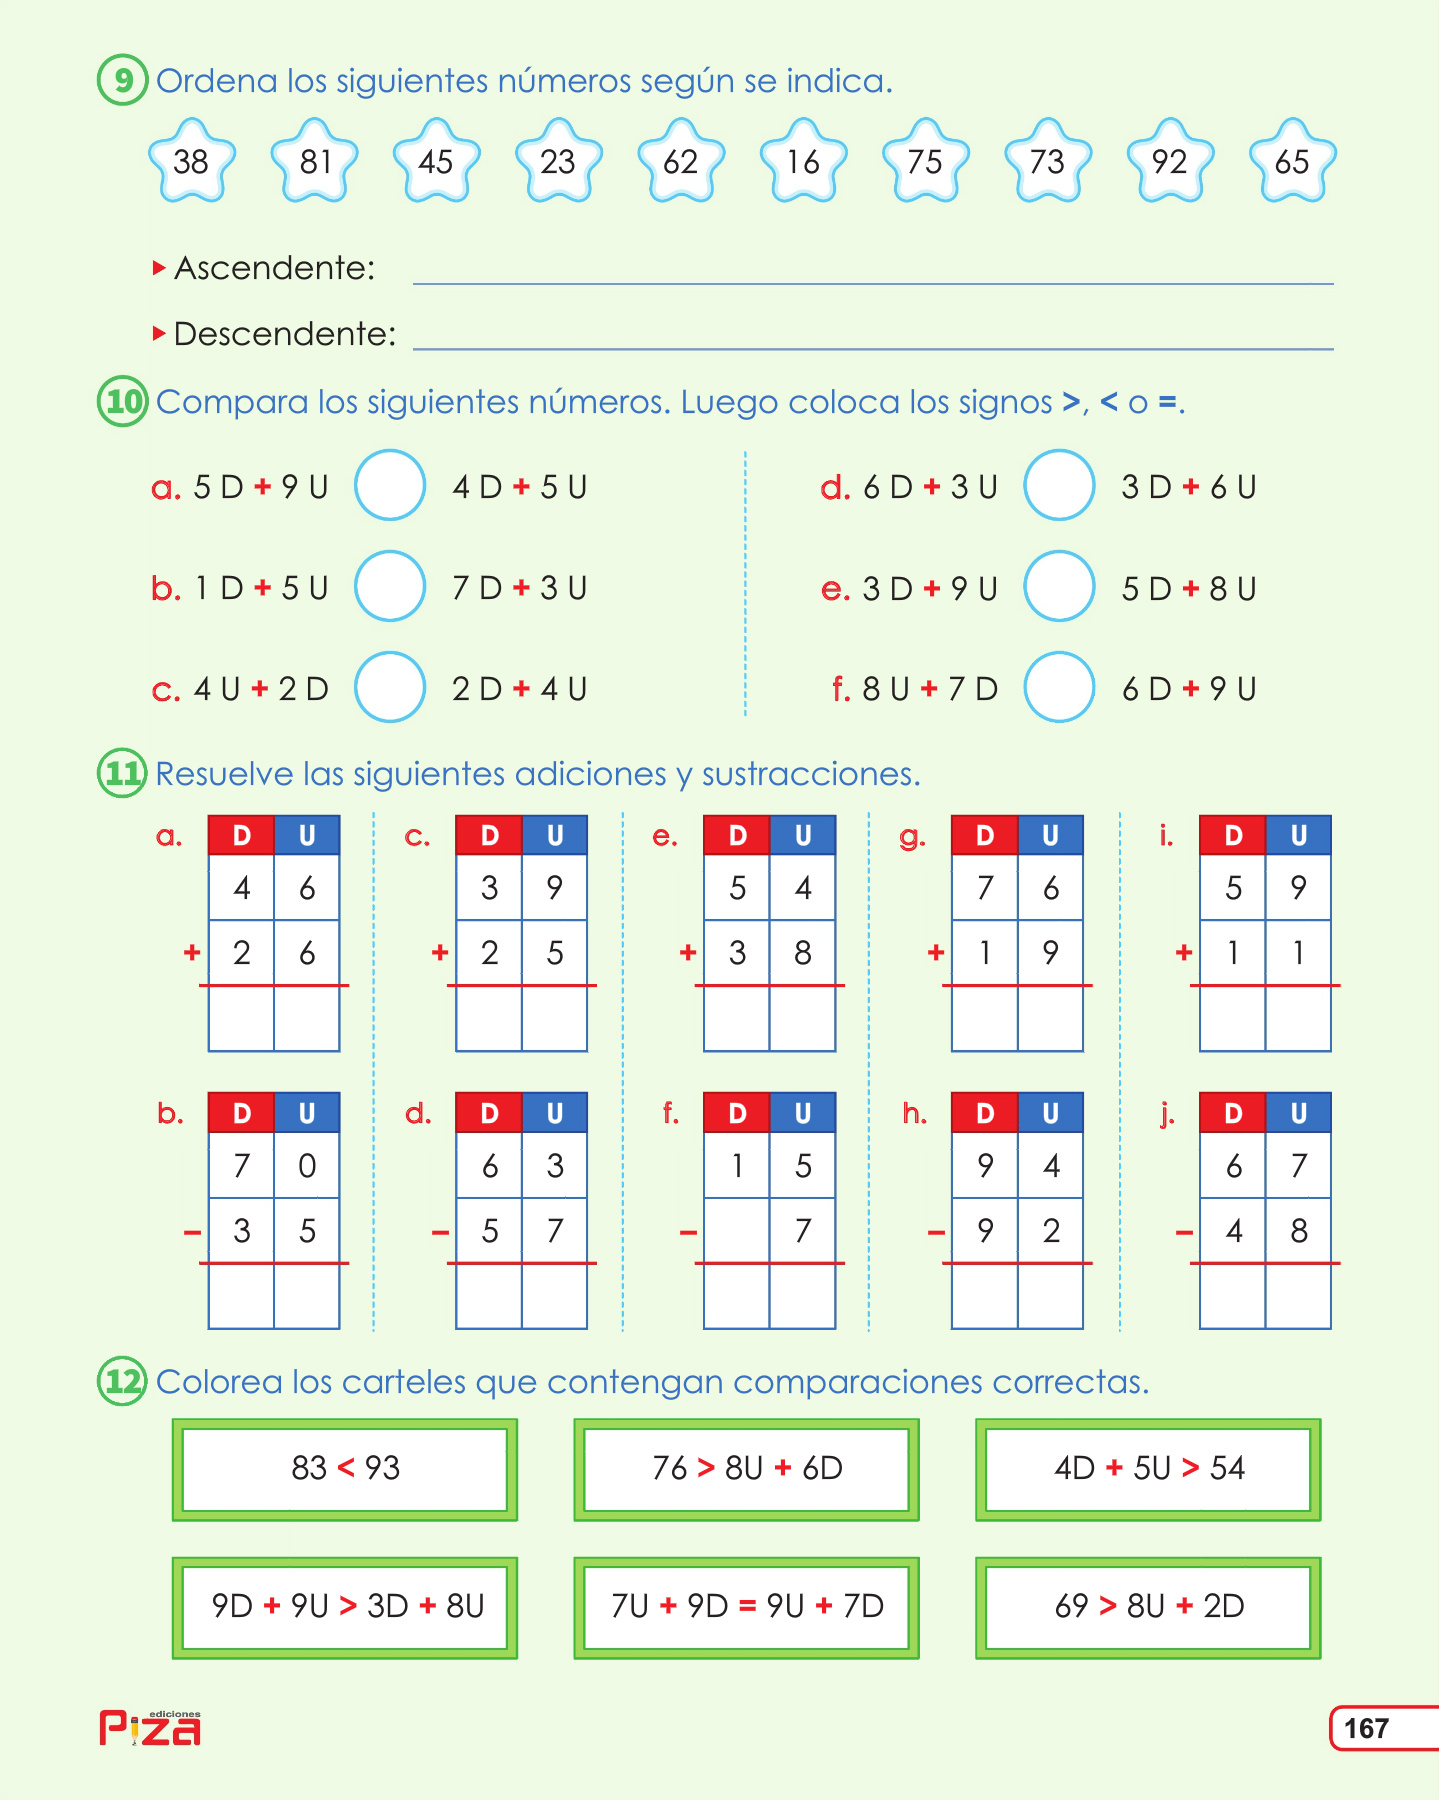 9 Ordena los siguientes números según se indica.
38 81 45 23 62 16 75 73 92 65
Ascendente:
Descendente:
10 Compara los siguientes números. Luego coloca los signos >, < o =.
a. 5 D + 9 U 4 D + 5 U
d. 6 D + 3 U 3 D + 6 U
b. 1 D + 5 U 7 D + 3 U
e. 3 D + 9 U 5 D + 8 U
c. 4 U + 2 D 2 D + 4 U
f. 8 U + 7 D 6 D + 9 U
11 Resuelve las siguientes adiciones y sustracciones.
a. D U c. D U e. D U g. D U i. D U
4 6 3 9 5 4 7 6 5 9
+ 2 6 + 2 5 + 3 8 + 1 9 + 1 1
b. D U d. D U f. D U h. D U j. D U
7 0 6 3 1 5 9 4 6 7
– 3 5 – 5 7 – 7 – 9 2 – 4 8
12 Colorea los carteles que contengan comparaciones correctas.
83 < 93 76 > 8U + 6D 4D + 5U > 54
9D + 9U > 3D + 8U 7U + 9D = 9U + 7D 69 > 8U + 2D
ediciones
Piza
167